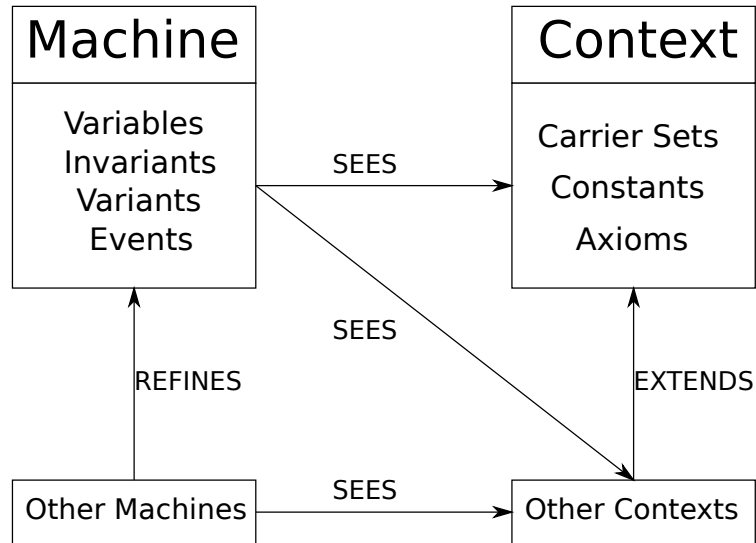 Machine
Variables
Invariants
Variants
Events
Context
Carrier Sets
Constants
Axioms
SEES
SEES
REFINES
EXTENDS
Other Machines
SEES
Other Contexts